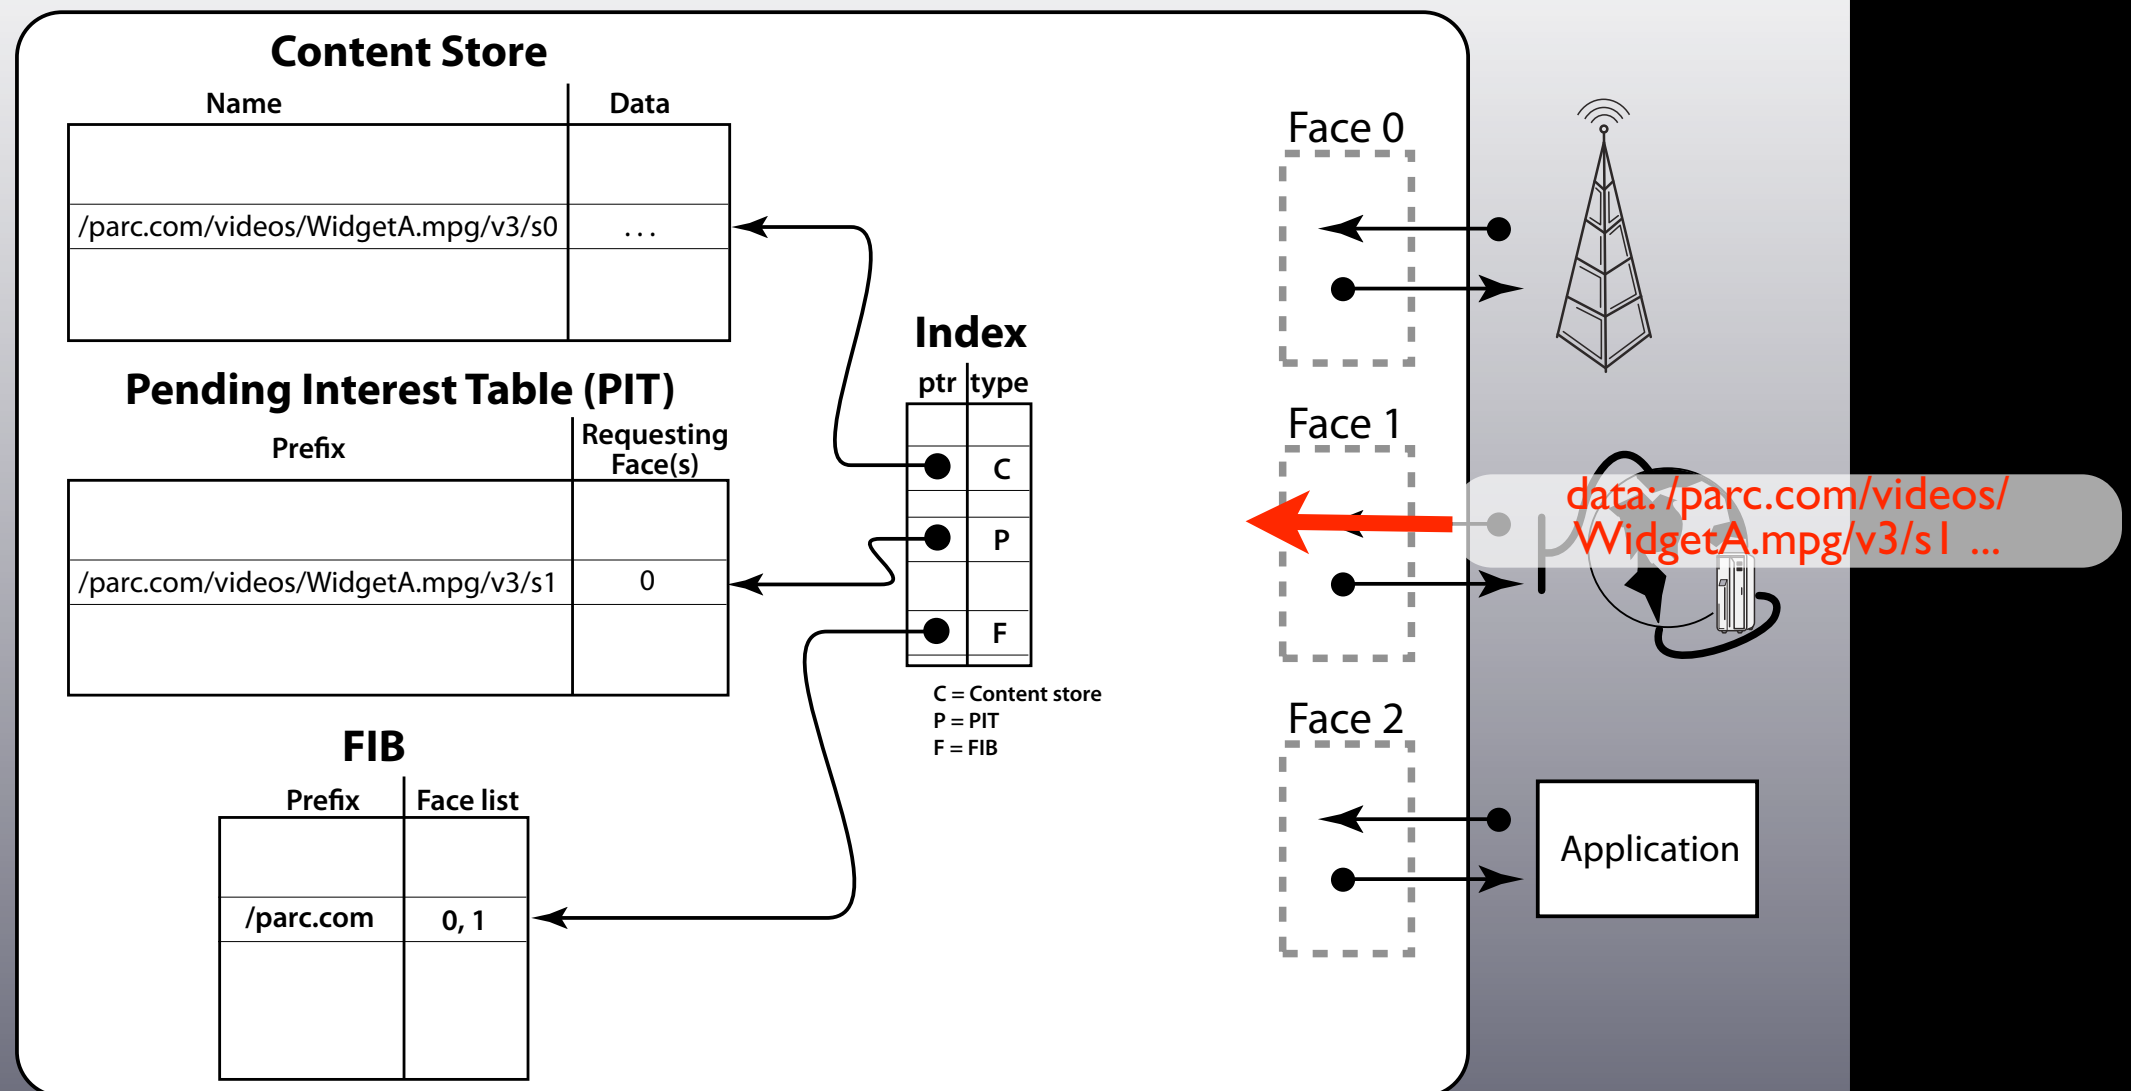 Content Store
Name Data
/parc.com/videos/WidgetA.mpg/v3/s0 ...
Pending Interest Table (PIT)
Prefix Requesting Face(s)
/parc.com/videos/WidgetA.mpg/v3/s1 0
FIB
Prefix Face list
/parc.com 0, 1
Index
ptr type
C
P
F
C = Content store
P = PIT
F = FIB
Face 0
Face 1
data: /parc.com/videos/
WidgetA.mpg/v3/s1 ...
Face 2
Application